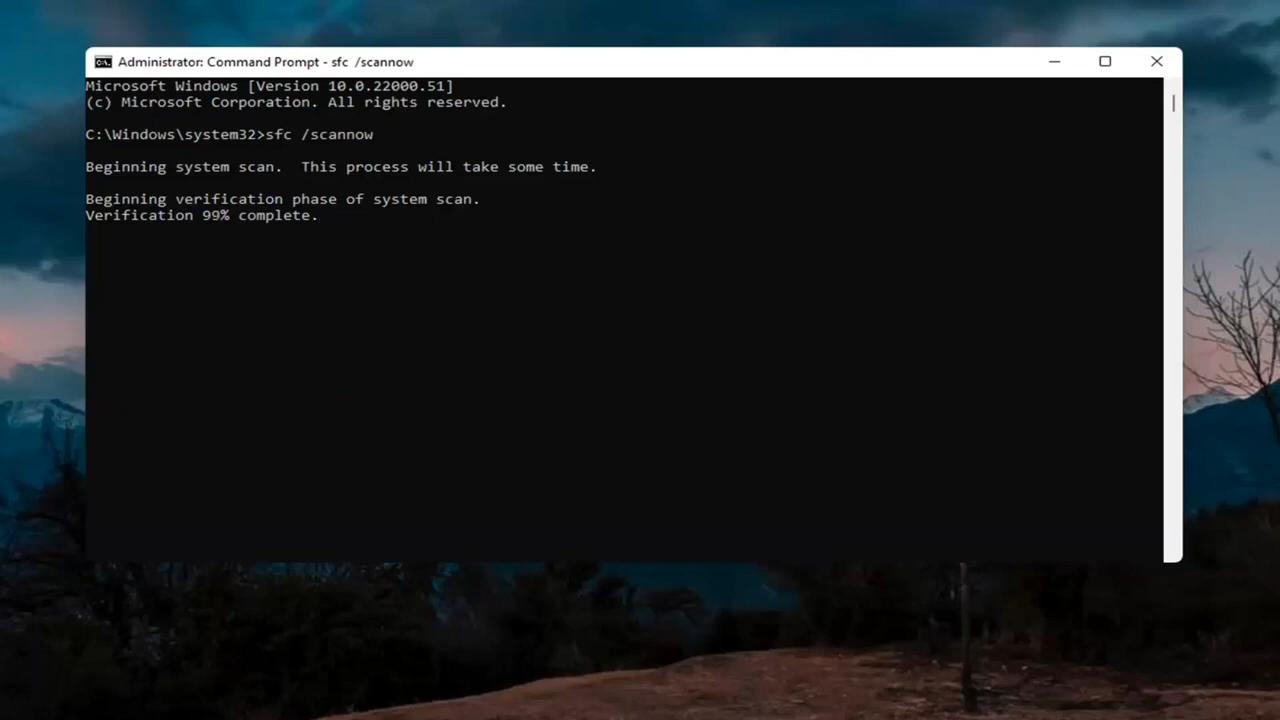 Administrator: Command Prompt - sfc  /scannow
Microsoft Windows [Version 10.0.22000.51]
(c) Microsoft Corporation. All rights reserved.
C:\Windows\system32>sfc /scannow
Beginning system scan.  This process will take some time.
Beginning verification phase of system scan.
Verification 99% complete.